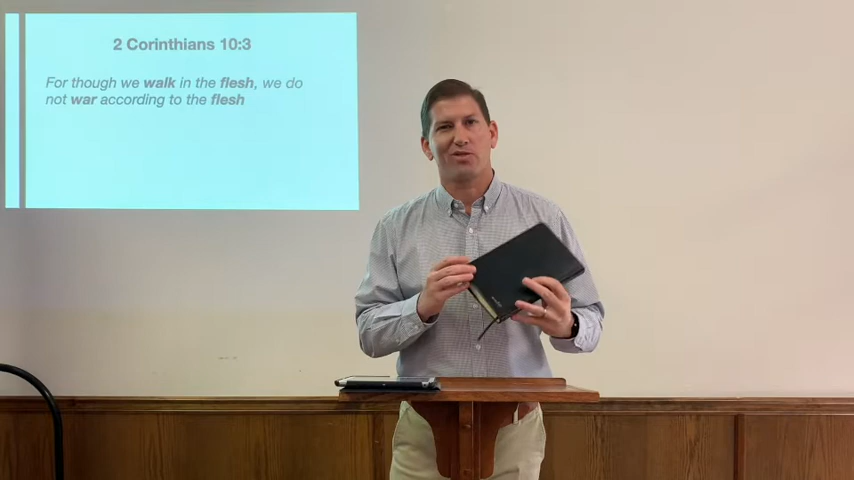 2 Corinthians 10:3
For though we walk in the flesh, we do
not war according to the flesh